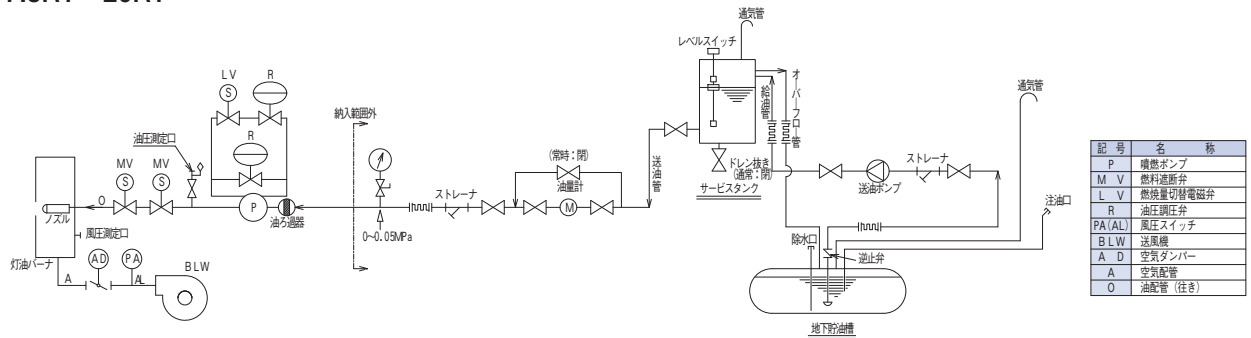 通気管
レベルスイッチ
オーバーフロー管
給油管
通気管
LV
R
S
納入範囲外
油圧測定口
R
(常時:閉)
油量計
送油管
ドレン抜き
(通常:閉)
サービスタンク
ストレーナ
送油ポンプ
MV
MV
S
S
ストレーナ
M
O
P
ノズル
油ろ過器
0~0.05MPa
風圧測定口
注油口
除水口
逆止弁
灯油バーナ
AD
PA
BLW
A
AL
地下貯油槽
記号 名称
P 噴燃ポンプ
MV 燃料遮断弁
LV 燃焼量切替電磁弁
R 油圧調圧弁
PA(AL) 風圧スイッチ
BLW 送風機
AD 空気ダンパー
A 空気配管
O 油配管(往き)